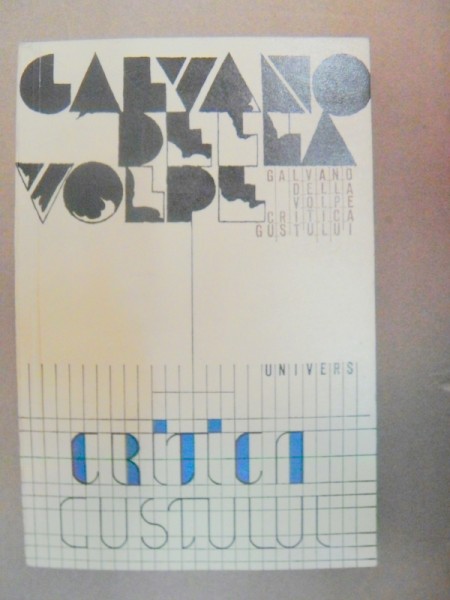 GALVANO
DELLA
VOLPE
GALVANO
DELLA
VOLPE
CRITICA
GUSTULUI
UNIVERS
CRITICA
GUSTULUI